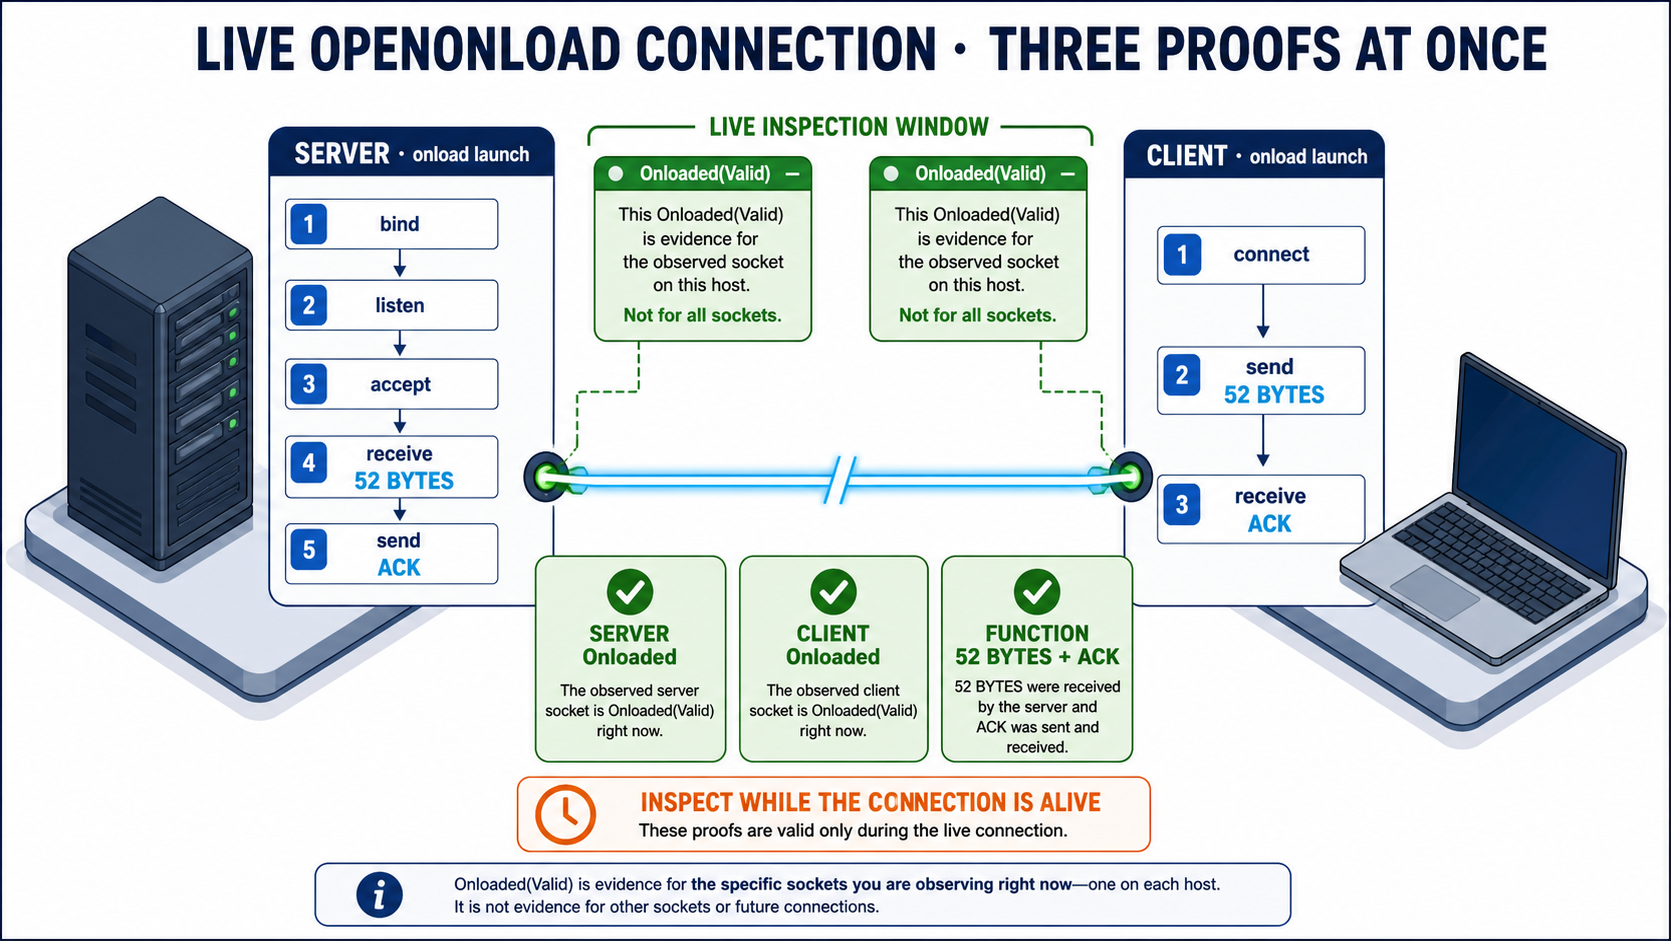 LIVE OPENONLOAD CONNECTION · THREE PROOFS AT ONCE
SERVER · onload launch
1 bind
2 listen
3 accept
4 receive
52 BYTES
5 send
ACK
LIVE INSPECTION WINDOW
Onloaded(Valid)
This Onloaded(Valid)
is evidence for
the observed socket
on this host.
Not for all sockets.
Onloaded(Valid)
This Onloaded(Valid)
is evidence for
the observed socket
on this host.
Not for all sockets.
CLIENT · onload launch
1 connect
2 send
52 BYTES
3 receive
ACK
SERVER
Onloaded
The observed server
socket is Onloaded(Valid)
right now.
CLIENT
Onloaded
The observed client
socket is Onloaded(Valid)
right now.
FUNCTION
52 BYTES + ACK
52 BYTES were received
by the server and
ACK was sent and
received.
INSPECT WHILE THE CONNECTION IS ALIVE
These proofs are valid only during the live connection.
i
Onloaded(Valid) is evidence for the specific sockets you are observing right now—one on each host.
It is not evidence for other sockets or future connections.